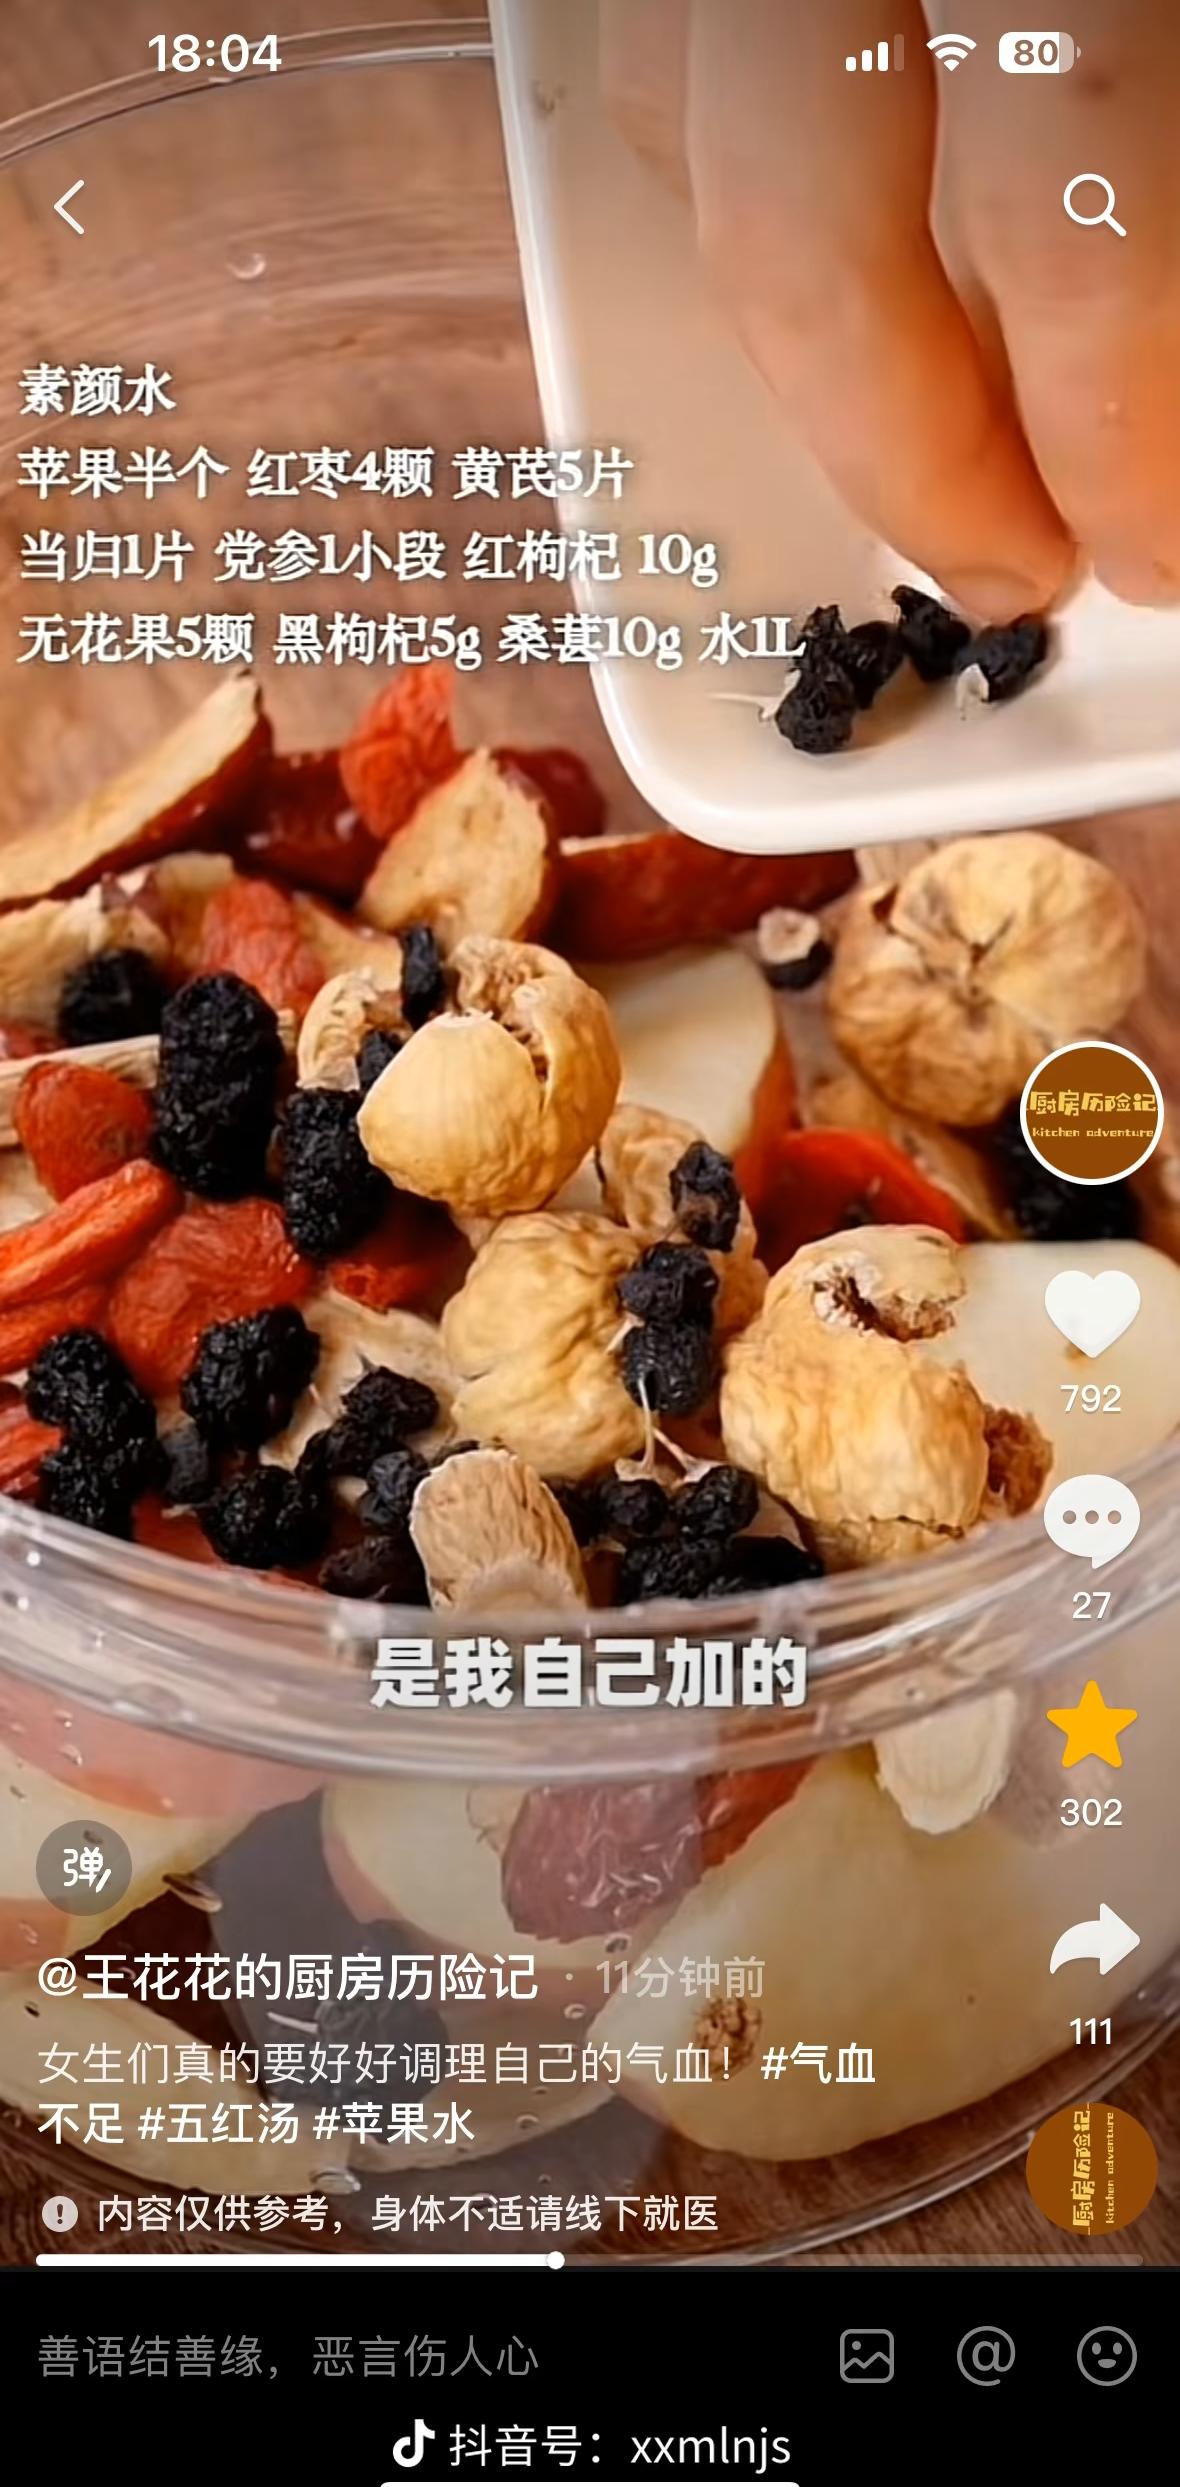 18:04
80
素颜水
苹果半个 红枣4颗 黄芪5片
当归1片 党参1小段 红枸杞 10g
无花果5颗 黑枸杞5g 桑葚10g 水1L
厨房历险记
kitchen adventure
792
27
是我自己加的
302
弹
@王花花的厨房历险记 · 11分钟前
111
女生们真的要好好调理自己的气血！#气血
不足 #五红汤 #苹果水
厨房历险记
kitchen adventure
内容仅供参考，身体不适请线下就医
善语结善缘，恶言伤人心
抖音号：xxmlnjs